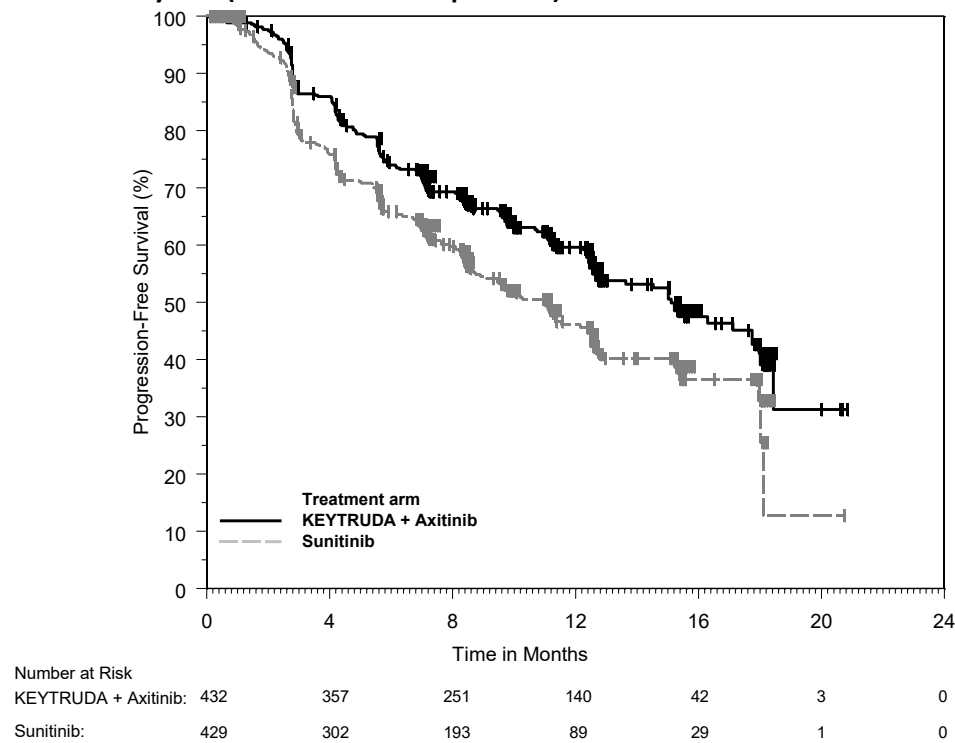 100
90
80
70
60
50
40
30
20
10
0
Progression-Free Survival (%)
Treatment arm
KEYTRUDA + Axitinib
Sunitinib
0 4 8 12 16 20 24
Time in Months
Number at Risk
KEYTRUDA + Axitinib: 432 357 251 140 42 3 0
Sunitinib: 429 302 193 89 29 1 0